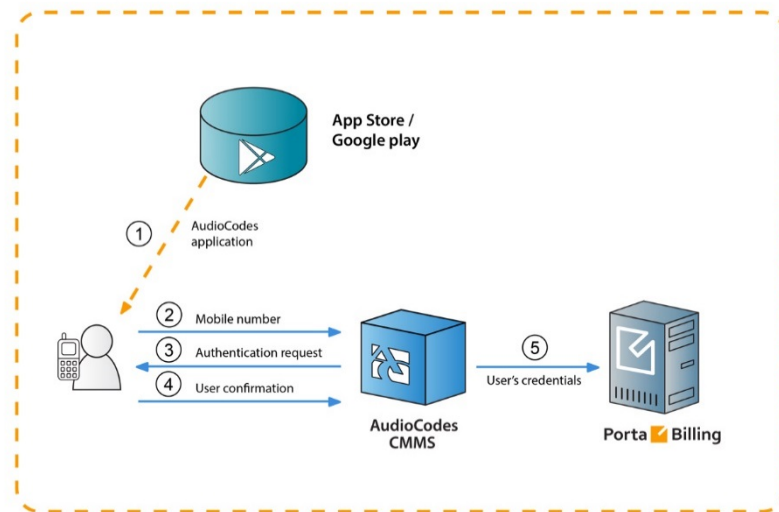 App Store /
Google play
1
AudioCodes
application
2
Mobile number
3
Authentication request
4
User confirmation
5
User's credentials
AudioCodes
CMMS
Porta Billing